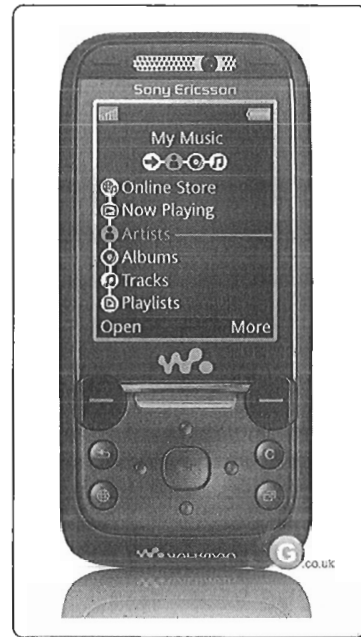 Sony Ericsson
My Music
Online Store
Now Playing
Artists
Albums
Tracks
Playlists
Open More
C
G.co.uk